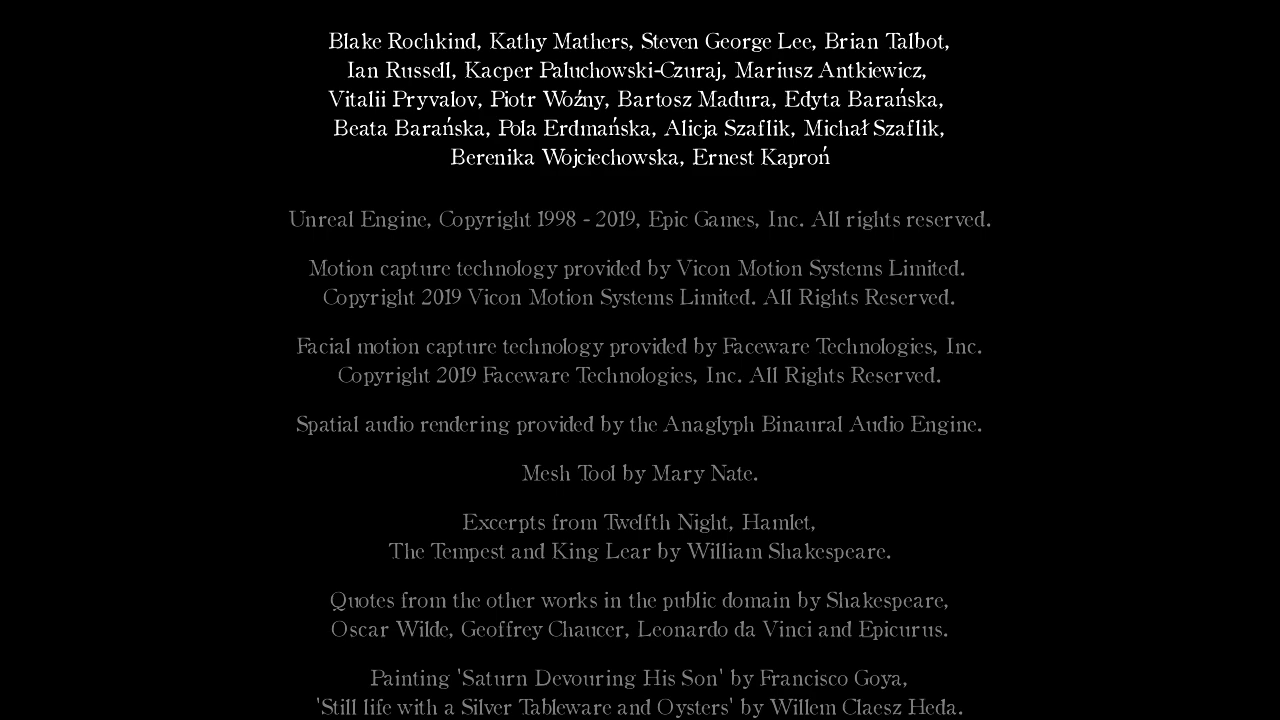 Blake Rochkind, Kathy Mathers, Steven George Lee, Brian Talbot,
Ian Russell, Kacper Paluchowski-Czuraj, Mariusz Antkiewicz,
Vitalii Pryvalov, Piotr Woźny, Bartosz Madura, Edyta Barańska,
Beata Barańska, Pola Erdmańska, Alicja Szaflik, Michał Szaflik,
Berenika Wojciechowska, Ernest Kaproń
Unreal Engine, Copyright 1998 - 2019, Epic Games, Inc. All rights reserved.
Motion capture technology provided by Vicon Motion Systems Limited.
Copyright 2019 Vicon Motion Systems Limited. All Rights Reserved.
Facial motion capture technology provided by Faceware Technologies, Inc.
Copyright 2019 Faceware Technologies, Inc. All Rights Reserved.
Spatial audio rendering provided by the Anaglyph Binaural Audio Engine.
Mesh Tool by Mary Nate.
Excerpts from Twelfth Night, Hamlet,
The Tempest and King Lear by William Shakespeare.
Quotes from the other works in the public domain by Shakespeare,
Oscar Wilde, Geoffrey Chaucer, Leonardo da Vinci and Epicurus.
Painting 'Saturn Devouring His Son' by Francisco Goya,
'Still life with a Silver Tableware and Oysters' by Willem Claesz Heda.